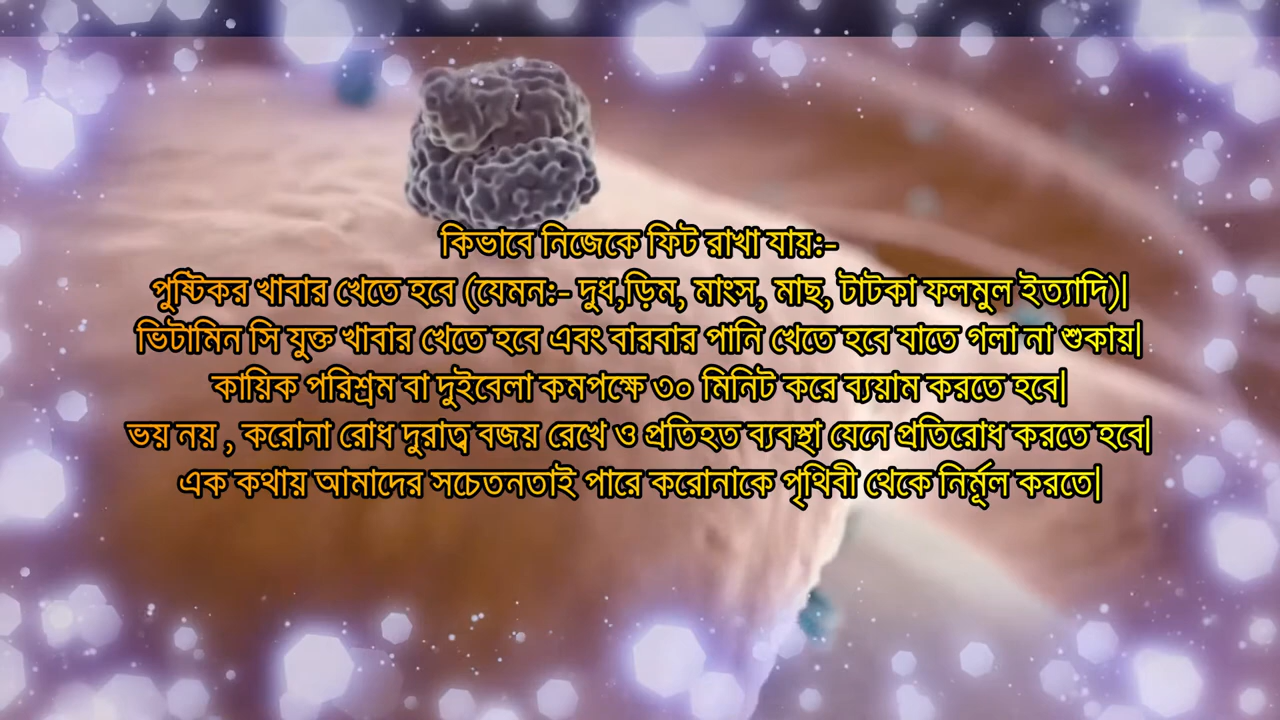 কিভাবে নিজেকে ফিট রাখা যায়:-
পুষ্টিকর খাবার খেতে হবে (যেমন:- দুধ,ড়িম, মাংস, মাছ, টাটকা ফলমুল ইত্যাদি)|
ভিটামিন সি যুক্ত খাবার খেতে হবে এবং বারবার পানি খেতে হবে যাতে গলা না শুকায়|
কায়িক পরিশ্রম বা দুইবেলা কমপক্ষে ৩০ মিনিট করে ব্যয়াম করতে হবে|
ভয় নয় , করোনা রোধ দুরাত্ব বজয় রেখে ও প্রতিহত ব্যবস্থা যেনে প্রতিরোধ করতে হবে|
এক কথায় আমাদের সচেতনতাই পারে করোনাকে পৃথিবী থেকে নির্মূল করতে|